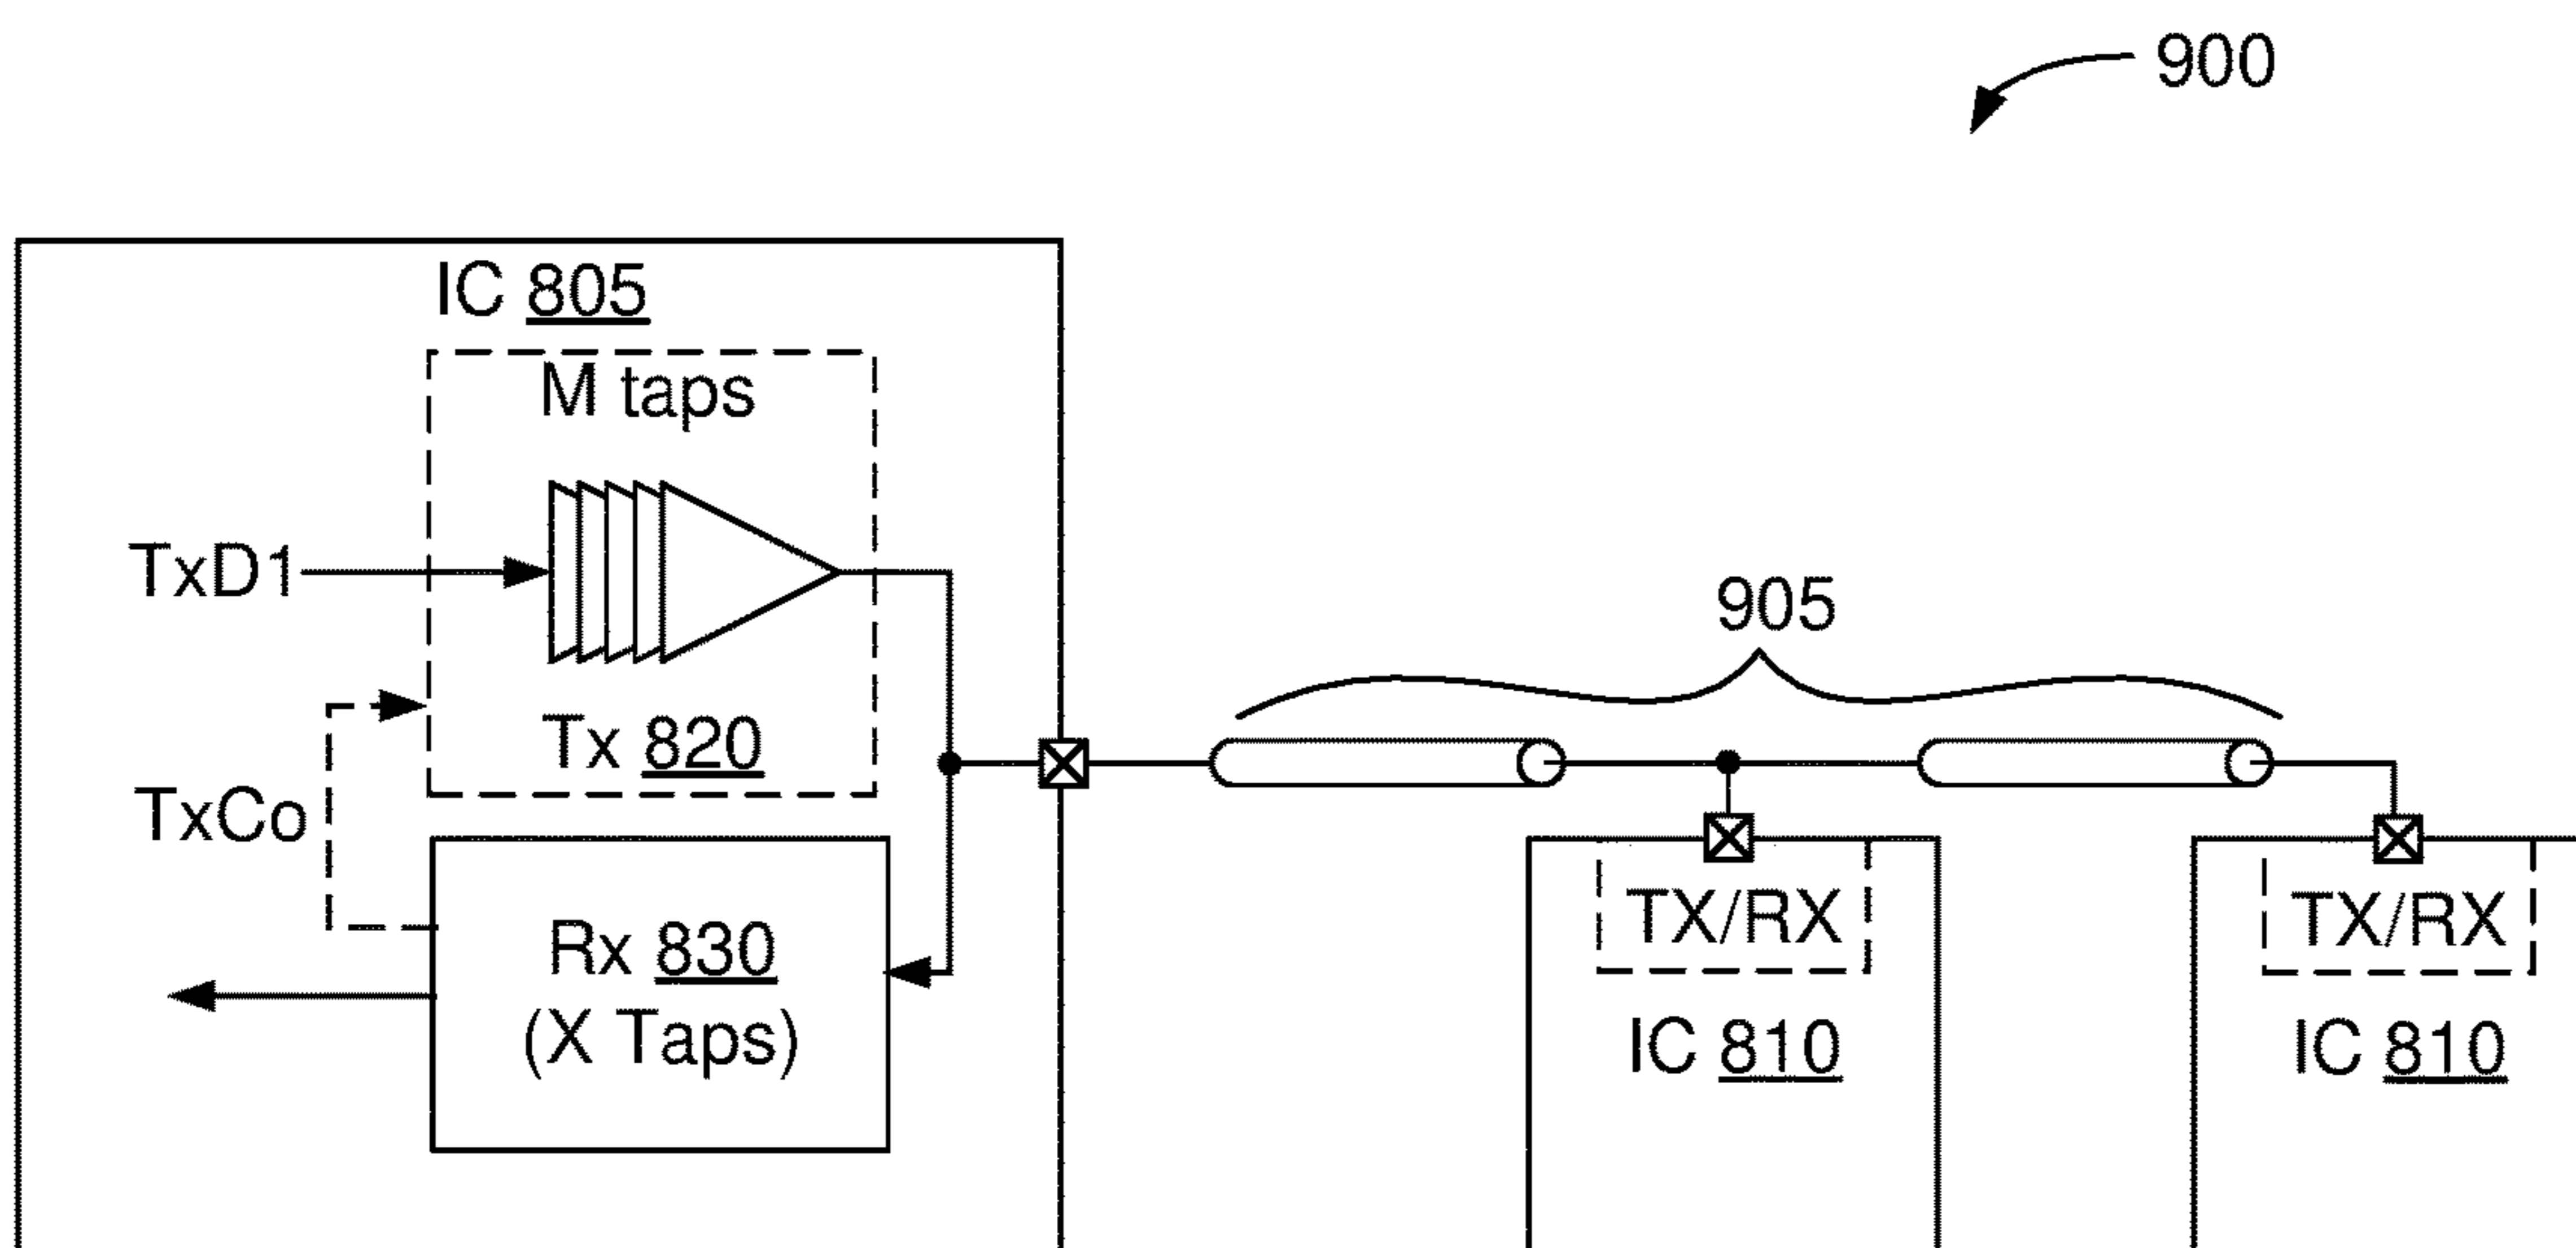 900
IC 805
M taps
TxD1
905
Tx 820
TxCo
Rx 830
(X Taps)
TX/RX
IC 810
TX/RX
IC 810